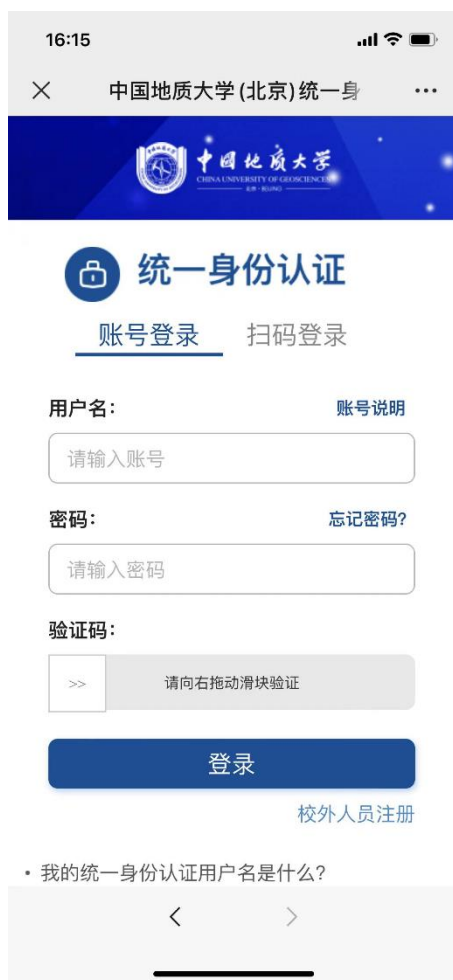 16:15
中国地质大学(北京)统一身
中国地质大学
CHINA UNIVERSITY OF GEOSCIENCES
北京·BEIJING
统一身份认证
账号登录 扫码登录
用户名： 账号说明
请输入账号
密码： 忘记密码?
请输入密码
验证码：
>> 请向右拖动滑块验证
登录
校外人员注册
• 我的统一身份认证用户名是什么?